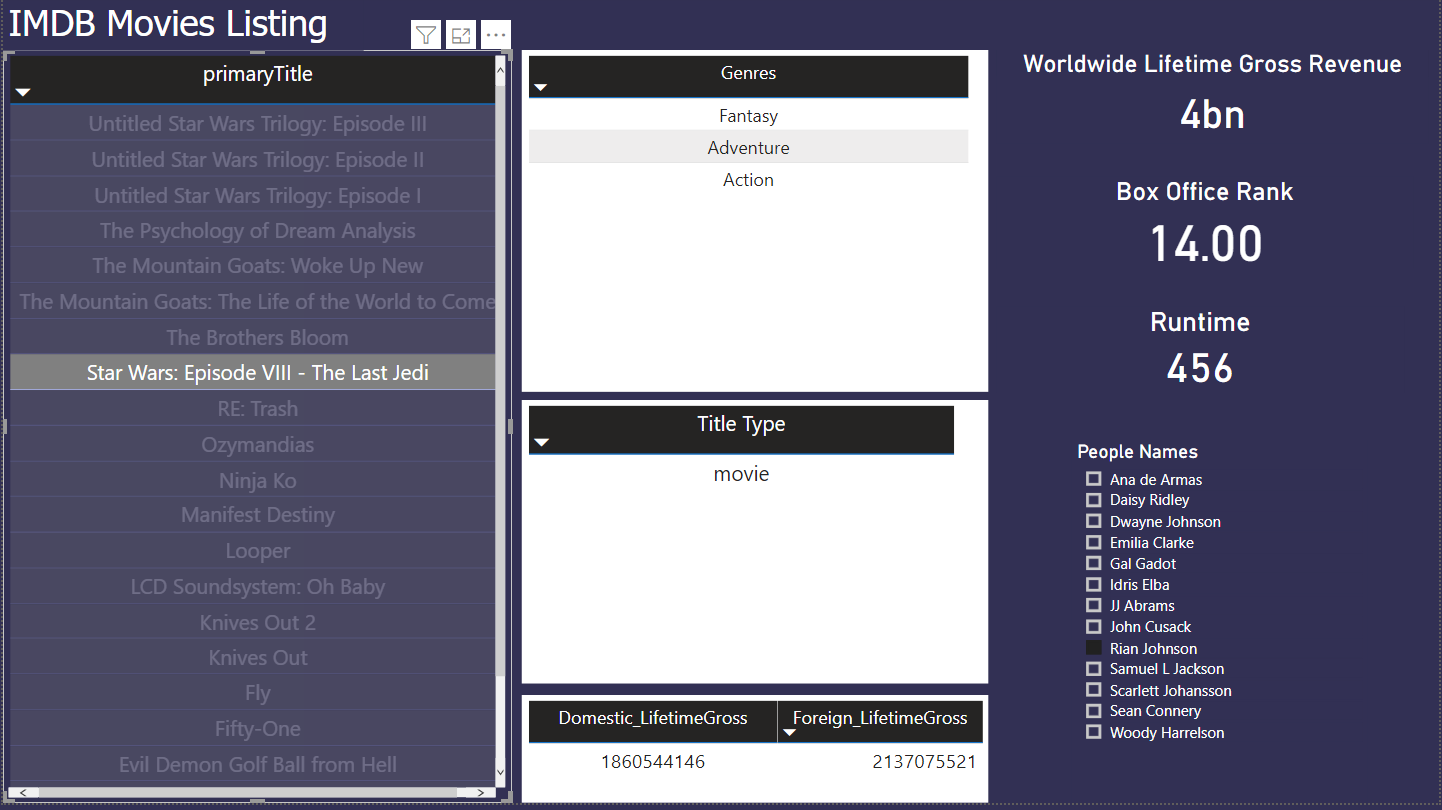 IMDB Movies Listing
primaryTitle
Untitled Star Wars Trilogy: Episode III
Untitled Star Wars Trilogy: Episode II
Untitled Star Wars Trilogy: Episode I
The Psychology of Dream Analysis
The Mountain Goats: Woke Up New
The Mountain Goats: The Life of the World to Come
The Brothers Bloom
Star Wars: Episode VIII - The Last Jedi
RE: Trash
Ozymandias
Ninja Ko
Manifest Destiny
Looper
LCD Soundsystem: Oh Baby
Knives Out 2
Knives Out
Fly
Fifty-One
Evil Demon Golf Ball from Hell
Genres
Fantasy
Adventure
Action
Title Type
movie
Domestic_LifetimeGross Foreign_LifetimeGross
1860544146 2137075521
Worldwide Lifetime Gross Revenue
4bn
Box Office Rank
14.00
Runtime
456
People Names
Ana de Armas
Daisy Ridley
Dwayne Johnson
Emilia Clarke
Gal Gadot
Idris Elba
JJ Abrams
John Cusack
Rian Johnson
Samuel L Jackson
Scarlett Johansson
Sean Connery
Woody Harrelson